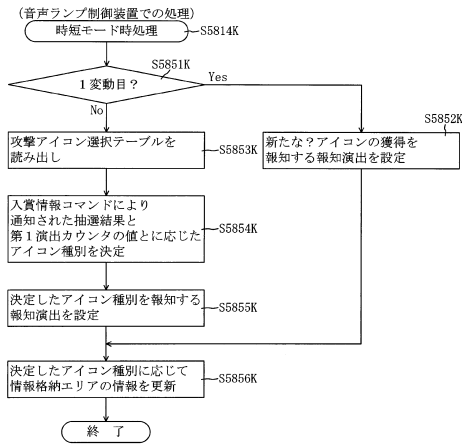 (音声ランプ制御装置での処理)
時短モード時処理
S5814K
S5851K
1変動目？
Yes
No
S5852K
攻撃アイコン選択テーブルを
読み出し
S5853K
新たな？アイコンの獲得を
報知する報知演出を設定
入賞情報コマンドにより
通知された抽選結果と
第1演出カウンタの値とに応じた
アイコン種別を決定
S5854K
決定したアイコン種別を報知する
報知演出を設定
S5855K
決定したアイコン種別に応じて
情報格納エリアの情報を更新
S5856K
終 了